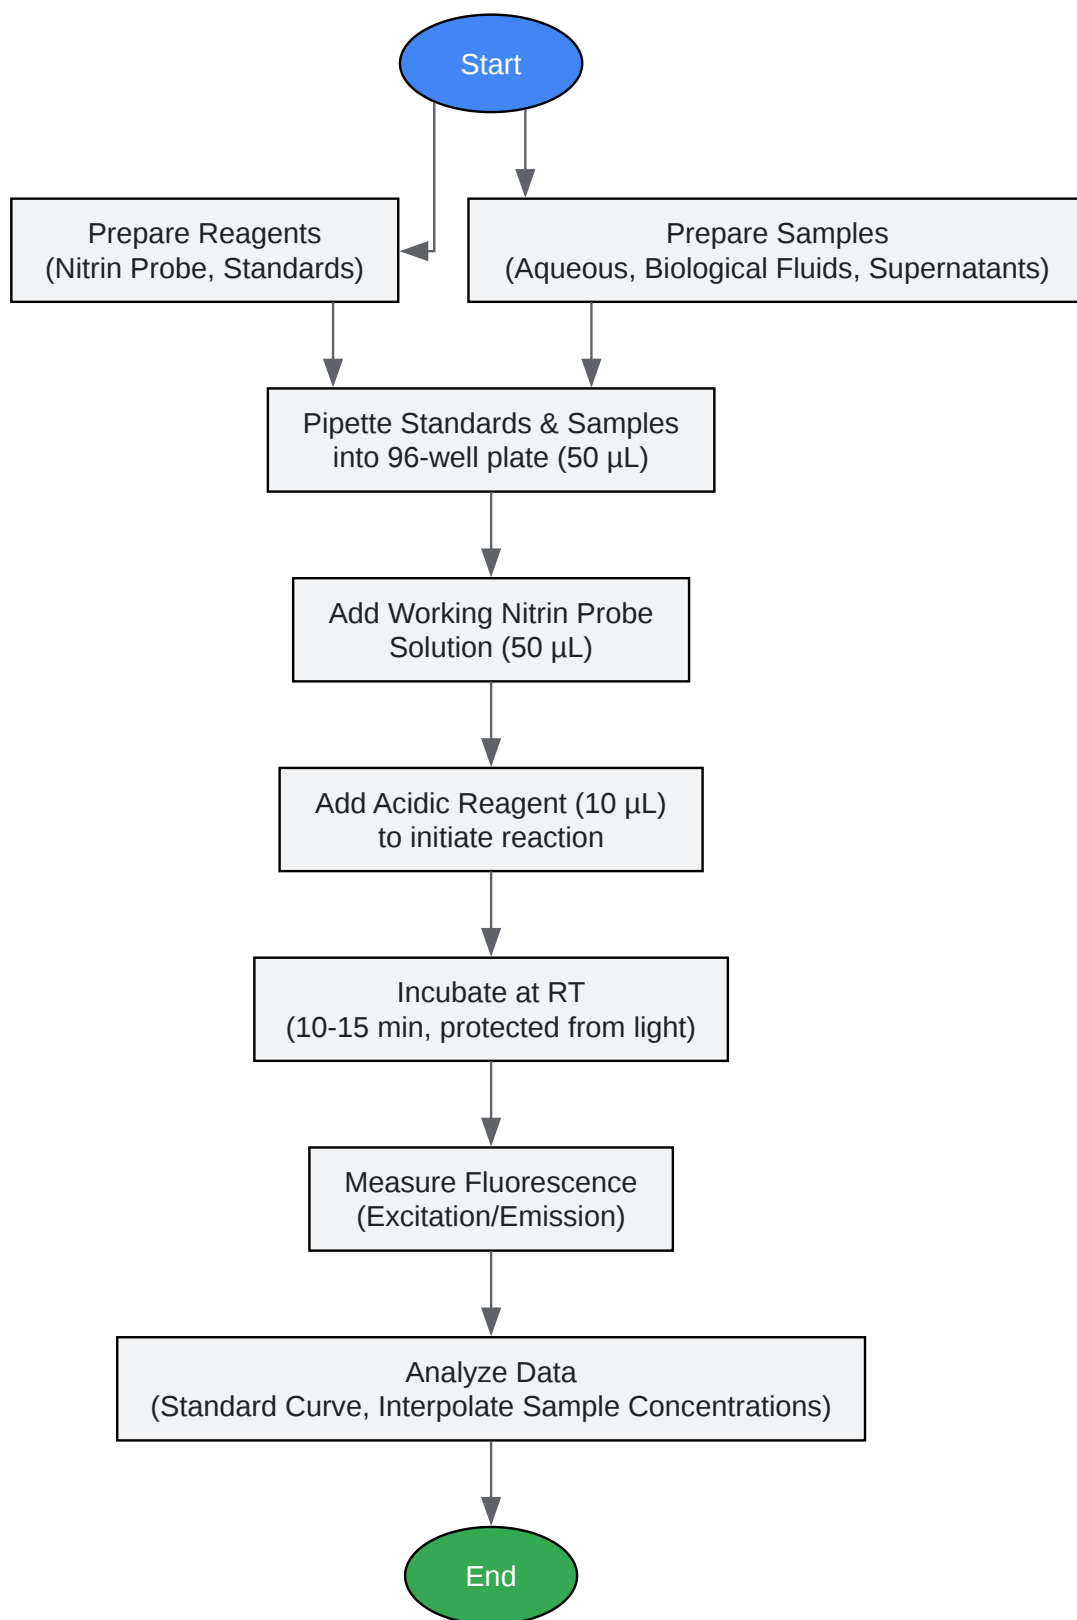 Start
Prepare Reagents
(Nitrin Probe, Standards)
Prepare Samples
(Aqueous, Biological Fluids, Supernatants)
Pipette Standards & Samples
into 96-well plate (50 µL)
Add Working Nitrin Probe
Solution (50 µL)
Add Acidic Reagent (10 µL)
to initiate reaction
Incubate at RT
(10-15 min, protected from light)
Measure Fluorescence
(Excitation/Emission)
Analyze Data
(Standard Curve, Interpolate Sample Concentrations)
End